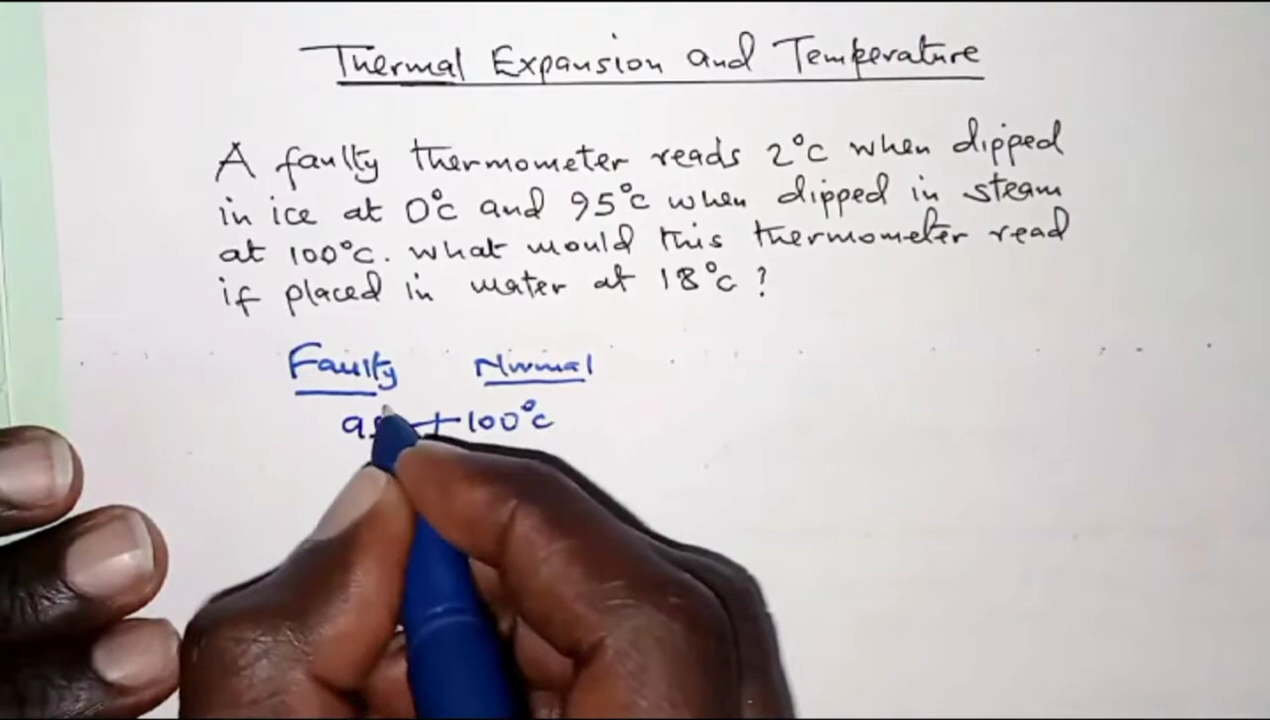 Thermal Expansion and Temperature
A faulty thermometer reads 2°C when dipped
in ice at 0°C and 95°C when dipped in steam
at 100°C. What would this thermometer read
if placed in water at 18°C ?
Faulty Normal
100°C